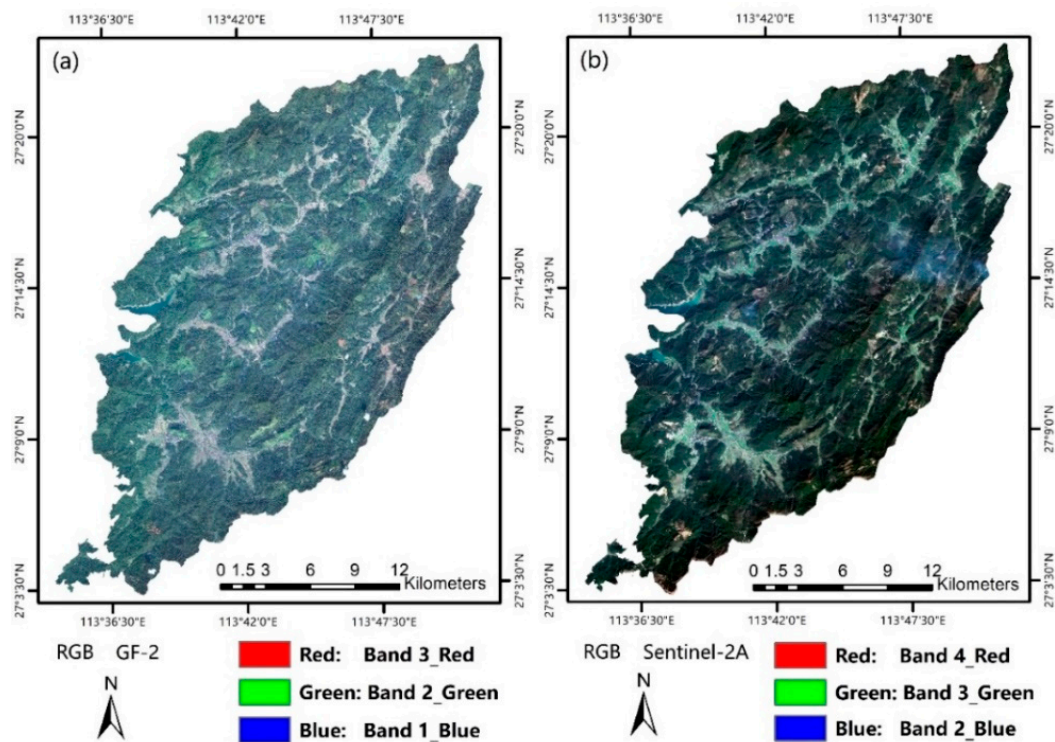 113°36'30"E 113°42'0"E 113°47'30"E
(a)
27°20'0"N 27°20'0"N
27°14'30"N 27°14'30"N
27°9'0"N 27°9'0"N
27°3'30"N 27°3'30"N
0 1.5 3 6 9 12
Kilometers
113°36'30"E 113°42'0"E 113°47'30"E
RGB GF-2
Red: Band 3_Red
Green: Band 2_Green
Blue: Band 1_Blue
N
113°36'30"E 113°42'0"E 113°47'30"E
(b)
27°20'0"N 27°20'0"N
27°14'30"N 27°14'30"N
27°9'0"N 27°9'0"N
27°3'30"N 27°3'30"N
0 1.5 3 6 9 12
Kilometers
113°36'30"E 113°42'0"E 113°47'30"E
RGB Sentinel-2A
Red: Band 4_Red
Green: Band 3_Green
Blue: Band 2_Blue
N